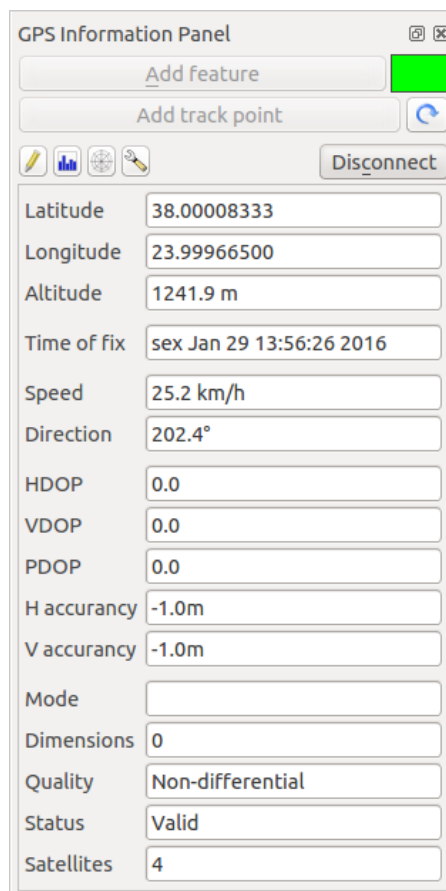 GPS Information Panel
Add feature
Add track point
Disconnect
Latitude 38.00008333
Longitude 23.99966500
Altitude 1241.9 m
Time of fix sex Jan 29 13:56:26 2016
Speed 25.2 km/h
Direction 202.4°
HDOP 0.0
VDOP 0.0
PDOP 0.0
H accurancy -1.0m
V accurancy -1.0m
Mode
Dimensions 0
Quality Non-differential
Status Valid
Satellites 4